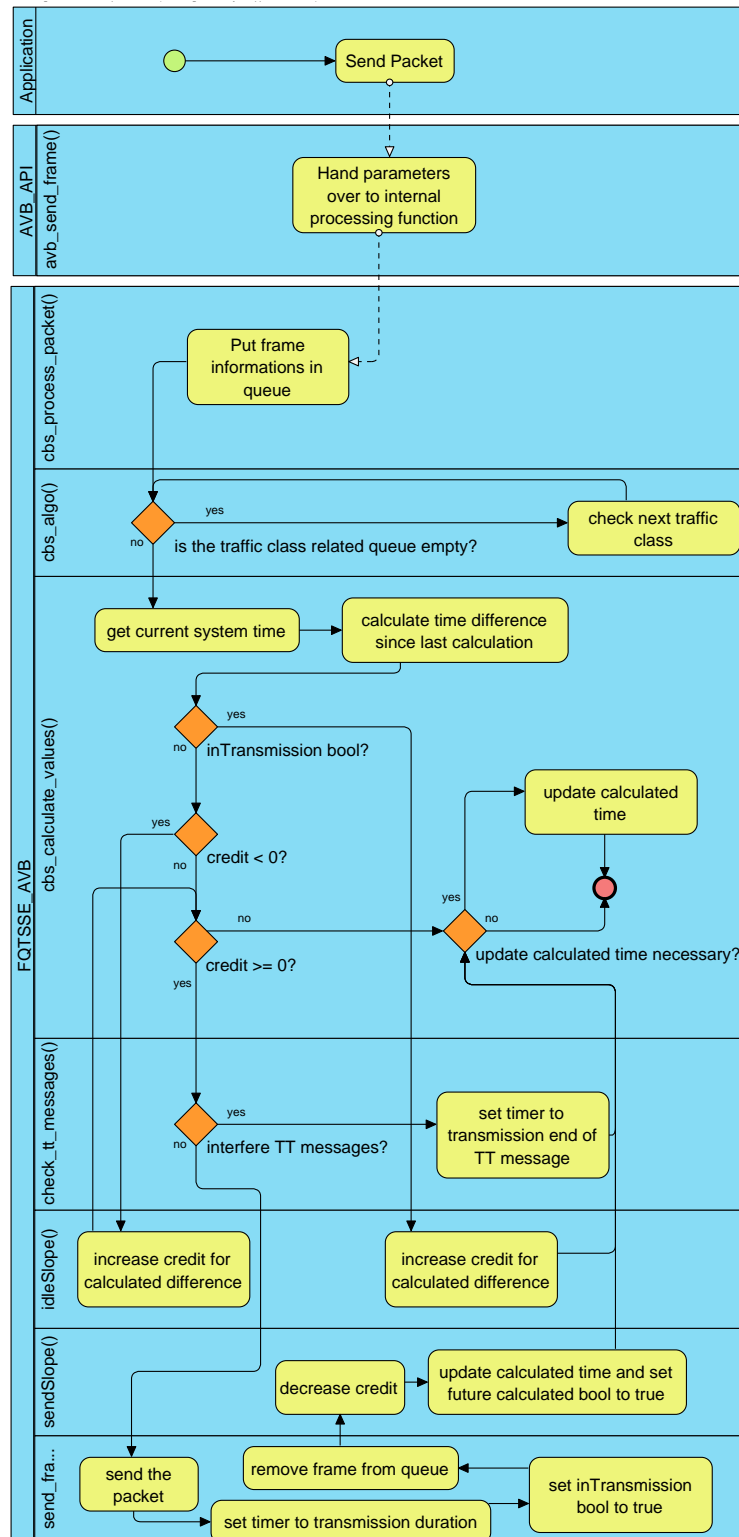 Application
Send Packet
AVB_API
avb_send_frame()
Hand parameters
over to internal
processing function
FQTSSE_AVB
cbs_process_packet()
Put frame
informations in
queue
cbs_algo()
yes
no
is the traffic class related queue empty?
check next traffic
class
cbs_calculate_values()
get current system time
calculate time difference
since last calculation
yes
no
inTransmission bool?
yes
no
credit < 0?
no
yes
credit >= 0?
update calculated
time
yes
no
update calculated time necessary?
check_tt_messages()
yes
no
interfere TT messages?
set timer to
transmission end of
TT message
idleSlope()
increase credit for
calculated difference
increase credit for
calculated difference
sendSlope()
decrease credit
update calculated time and set
future calculated bool to true
send_fra...
send the
packet
remove frame from queue
set inTransmission
bool to true
set timer to transmission duration